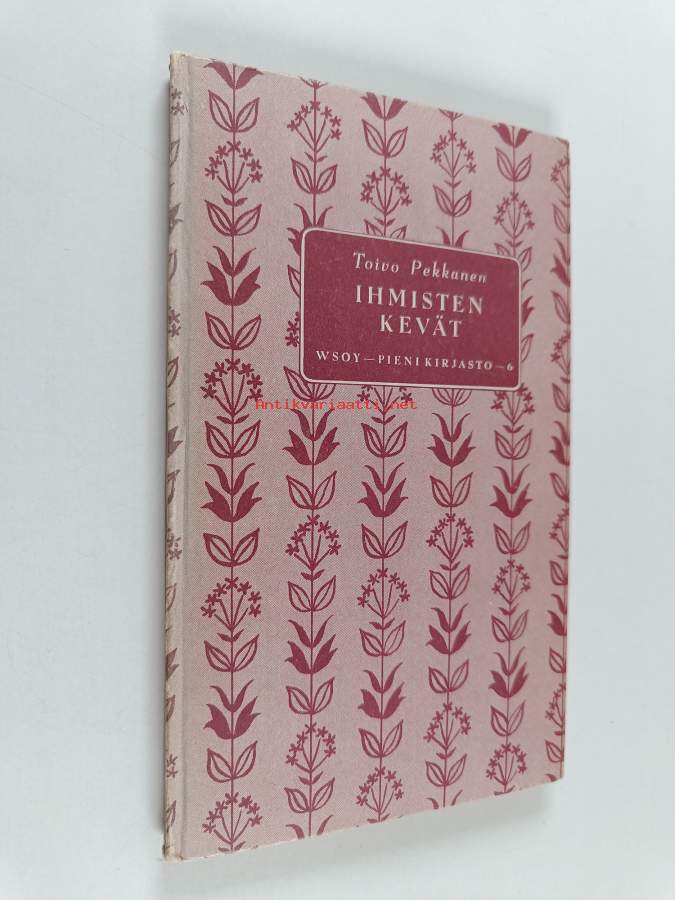 Toivo Pekkanen
IHMISTEN
KEVÄT
WSOY — PIENI KIRJASTO — 6
Antikvariaatti.net